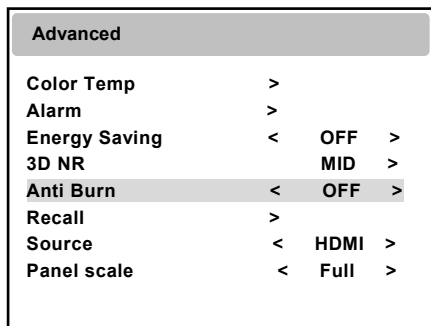 Advanced
Color Temp >
Alarm >
Energy Saving < OFF >
3D NR MID >
Anti Burn < OFF >
Recall >
Source < HDMI >
Panel scale < Full >